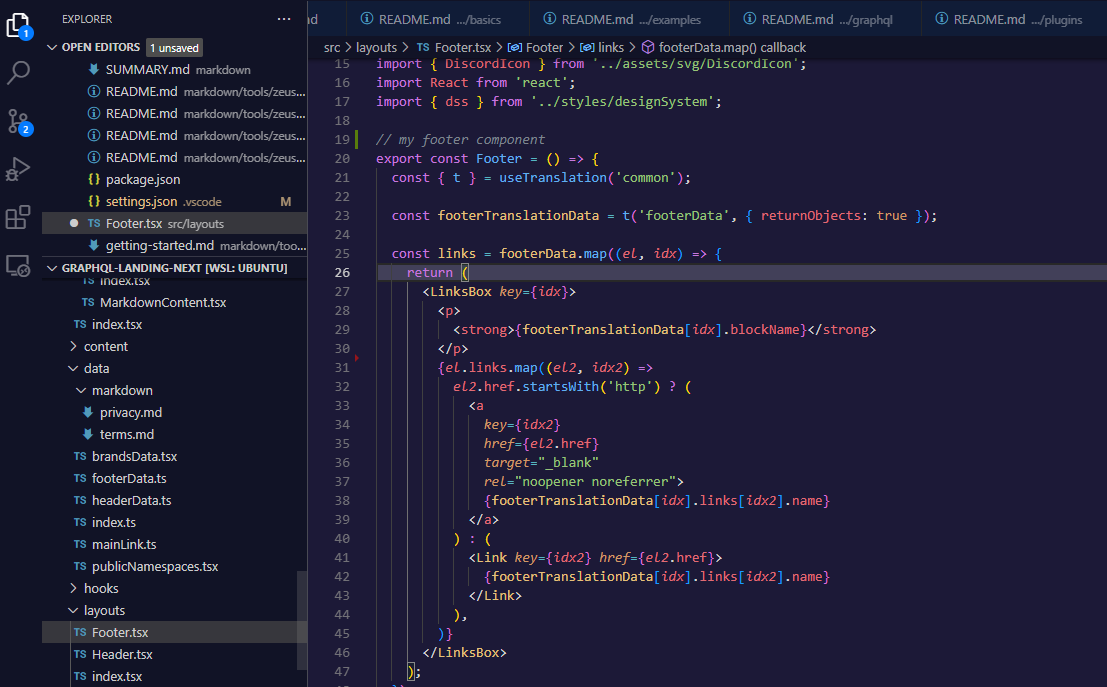 EXPLORER
···
OPEN EDITORS 1 unsaved
SUMMARY.md markdown
README.md markdown/tools/zeus...
README.md markdown/tools/zeus...
README.md markdown/tools/zeus...
README.md markdown/tools/zeus...
{} package.json
{} settings.json .vscode M
TS Footer.tsx src/layouts
getting-started.md markdown/too...
GRAPHQL-LANDING-NEXT [WSL: UBUNTU]
TS index.tsx
TS MarkdownContent.tsx
TS index.tsx
content
data
markdown
privacy.md
terms.md
TS brandsData.tsx
TS footerData.ts
TS headerData.ts
TS index.ts
TS mainLink.ts
TS publicNamespaces.tsx
hooks
layouts
TS Footer.tsx
TS Header.tsx
TS index.tsx
1
2
nd
README.md .../basics
README.md .../examples
README.md .../graphql
README.md .../plugins
src > layouts > TS Footer.tsx > Footer > links > footerData.map() callback
15 import { DiscordIcon } from '../assets/svg/DiscordIcon';
16 import React from 'react';
17 import { dss } from '../styles/designSystem';
18
19 // my footer component
20 export const Footer = () => {
21 const { t } = useTranslation('common');
22
23 const footerTranslationData = t('footerData', { returnObjects: true });
24
25 const links = footerData.map((el, idx) => {
26 return (
27 <LinksBox key={idx}>
28 <p>
29 <strong>{footerTranslationData[idx].blockName}</strong>
30 </p>
31 {el.links.map((el2, idx2) =>
32 el2.href.startsWith('http') ? (
33 <a
34 key={idx2}
35 href={el2.href}
36 target="_blank"
37 rel="noopener noreferrer">
38 {footerTranslationData[idx].links[idx2].name}
39 </a>
40 ) : (
41 <Link key={idx2} href={el2.href}>
42 {footerTranslationData[idx].links[idx2].name}
43 </Link>
44 ),
45 )}
46 </LinksBox>
47 );